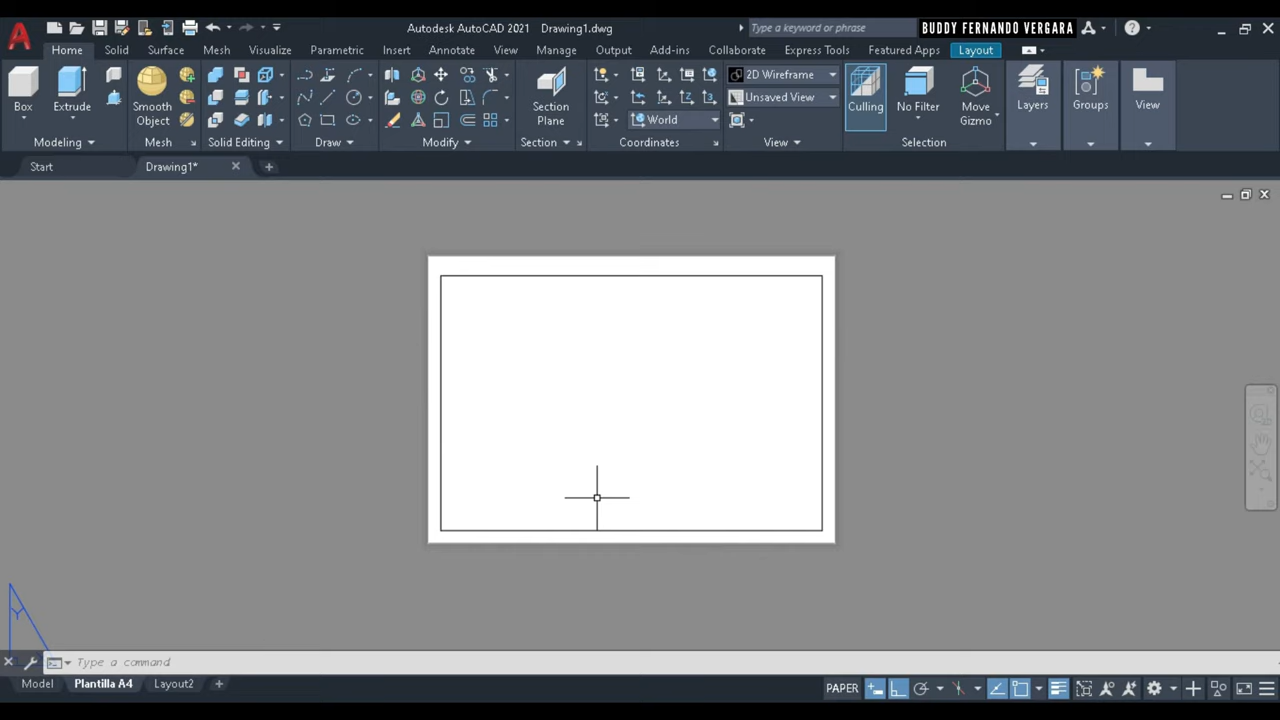 Autodesk AutoCAD 2021 Drawing1.dwg
Type a keyword or phrase
BUDDY FERNANDO VERGARA
Home Solid Surface Mesh Visualize Parametric Insert Annotate View Manage Output Add-ins Collaborate Express Tools Featured Apps Layout
Box Extrude Smooth Object
Section Plane
World
2D Wireframe
Unsaved View
Culling No Filter Move Gizmo
Layers Groups View
Modeling Mesh Solid Editing Draw Modify Section Coordinates View Selection
Start Drawing1*
Y
Type a command
Model Plantilla A4 Layout2
PAPER